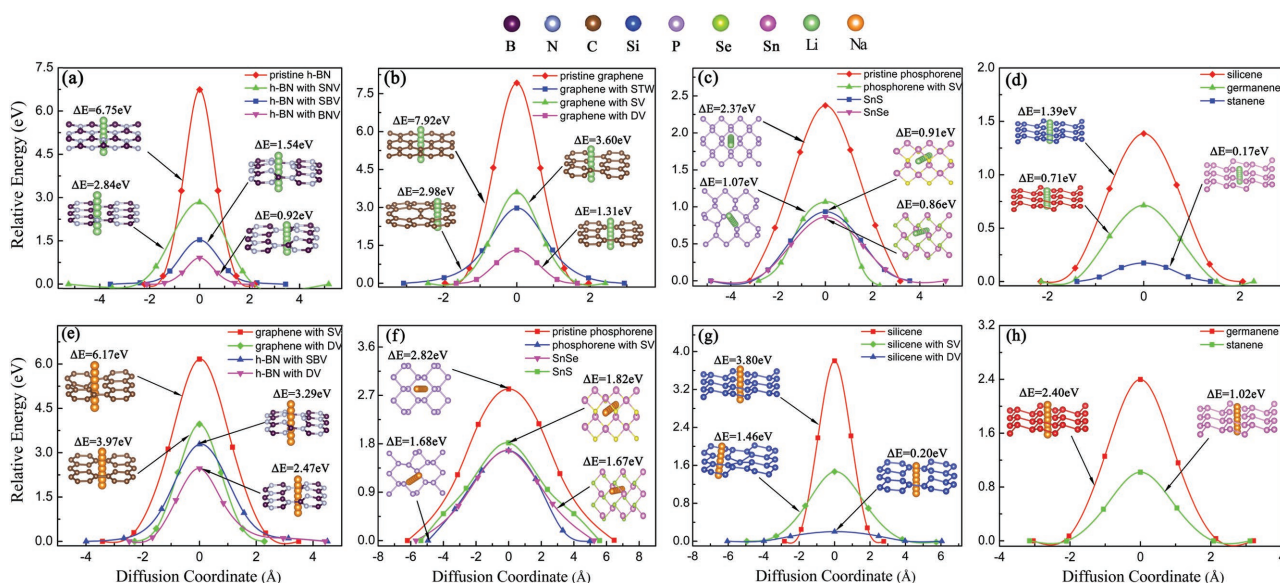 B N C Si P Se Sn Li Na
Relative Energy (eV)
7.5
6.0
4.5
3.0
1.5
0.0
(a)
pristine h-BN
h-BN with SNV
h-BN with SBV
h-BN with BNV
ΔE=6.75eV
ΔE=1.54eV
ΔE=2.84eV
ΔE=0.92eV
-4 -2 0 2 4
7.5
6.0
4.5
3.0
1.5
0.0
(b)
pristine graphene
graphene with STW
graphene with SV
graphene with DV
ΔE=7.92eV
ΔE=3.60eV
ΔE=2.98eV
ΔE=1.31eV
-2 0 2
2.5
2.0
1.5
1.0
0.5
0.0
(c)
pristine phosphorene
phosphorene with SV
SnS
SnSe
ΔE=2.37eV
ΔE=0.91eV
ΔE=1.07eV
ΔE=0.86eV
-4 -2 0 2 4
1.5
1.0
0.5
0.0
(d)
silicene
germanene
stanene
ΔE=1.39eV
ΔE=0.17eV
ΔE=0.71eV
-2 0 2
Relative Energy (eV)
6.0
4.5
3.0
1.5
0.0
(e)
graphene with SV
graphene with DV
h-BN with SBV
h-BN with DV
ΔE=6.17eV
ΔE=3.29eV
ΔE=3.97eV
ΔE=2.47eV
-4 -2 0 2 4
Diffusion Coordinate (Å)
3.6
2.7
1.8
0.9
0.0
(f)
pristine phosphorene
phosphorene with SV
SnSe
SnS
ΔE=2.82eV
ΔE=1.82eV
ΔE=1.68eV
ΔE=1.67eV
-8 -6 -4 -2 0 2 4 6 8
Diffusion Coordinate (Å)
4.0
3.2
2.4
1.6
0.8
0.0
(g)
silicene
silicene with SV
silicene with DV
ΔE=3.80eV
ΔE=1.46eV
ΔE=0.20eV
-6 -4 -2 0 2 4 6
Diffusion Coordinate (Å)
3.2
2.4
1.6
0.8
0.0
(h)
germanene
stanene
ΔE=2.40eV
ΔE=1.02eV
-4 -2 0 2 4
Diffusion Coordinate (Å)